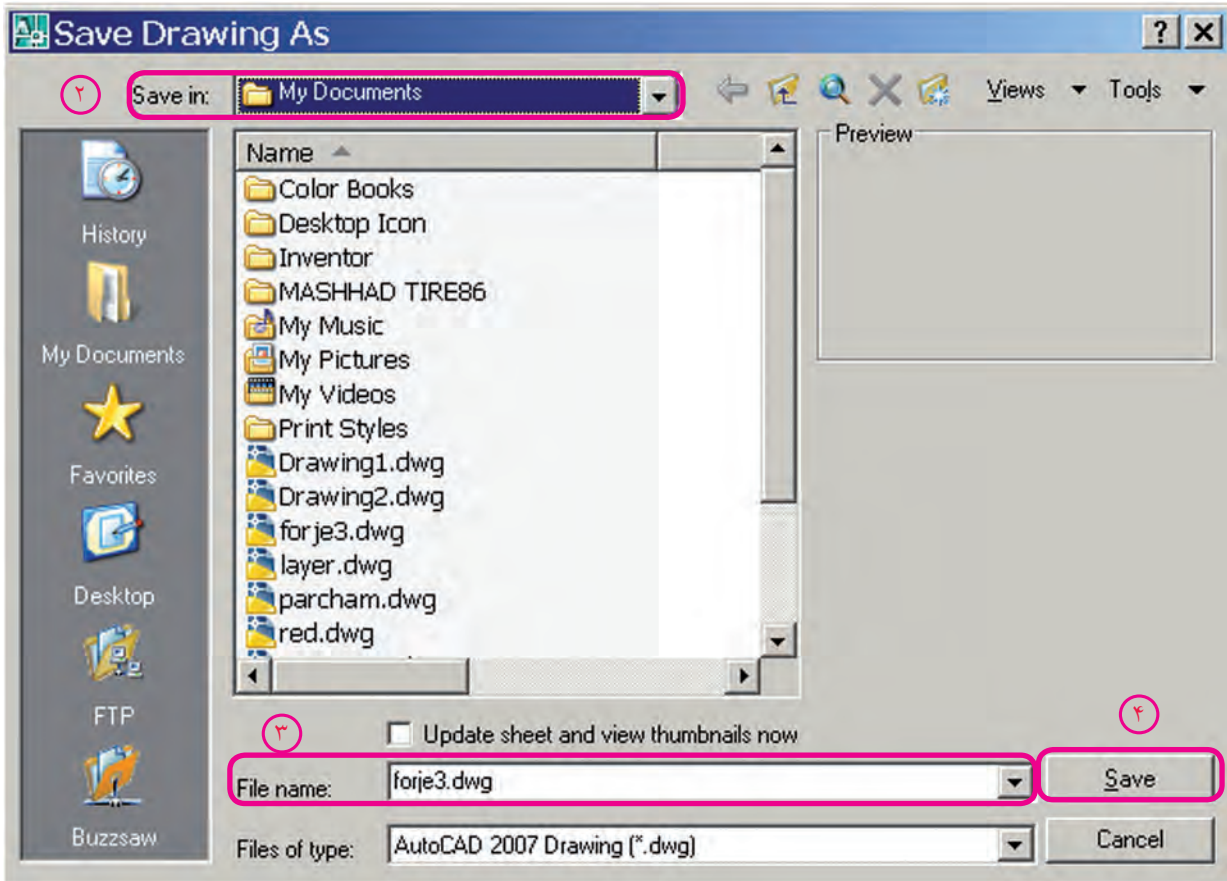 Save Drawing As
۲
Save in:
My Documents
Views
Tools
History
My Documents
Favorites
Desktop
FTP
Buzzsaw
Name
Color Books
Desktop Icon
Inventor
MASHHAD TIRE86
My Music
My Pictures
My Videos
Print Styles
Drawing1.dwg
Drawing2.dwg
forje3.dwg
layer.dwg
parcham.dwg
red.dwg
Preview
Update sheet and view thumbnails now
۳
File name:
forje3.dwg
۴
Save
Files of type:
AutoCAD 2007 Drawing (*.dwg)
Cancel